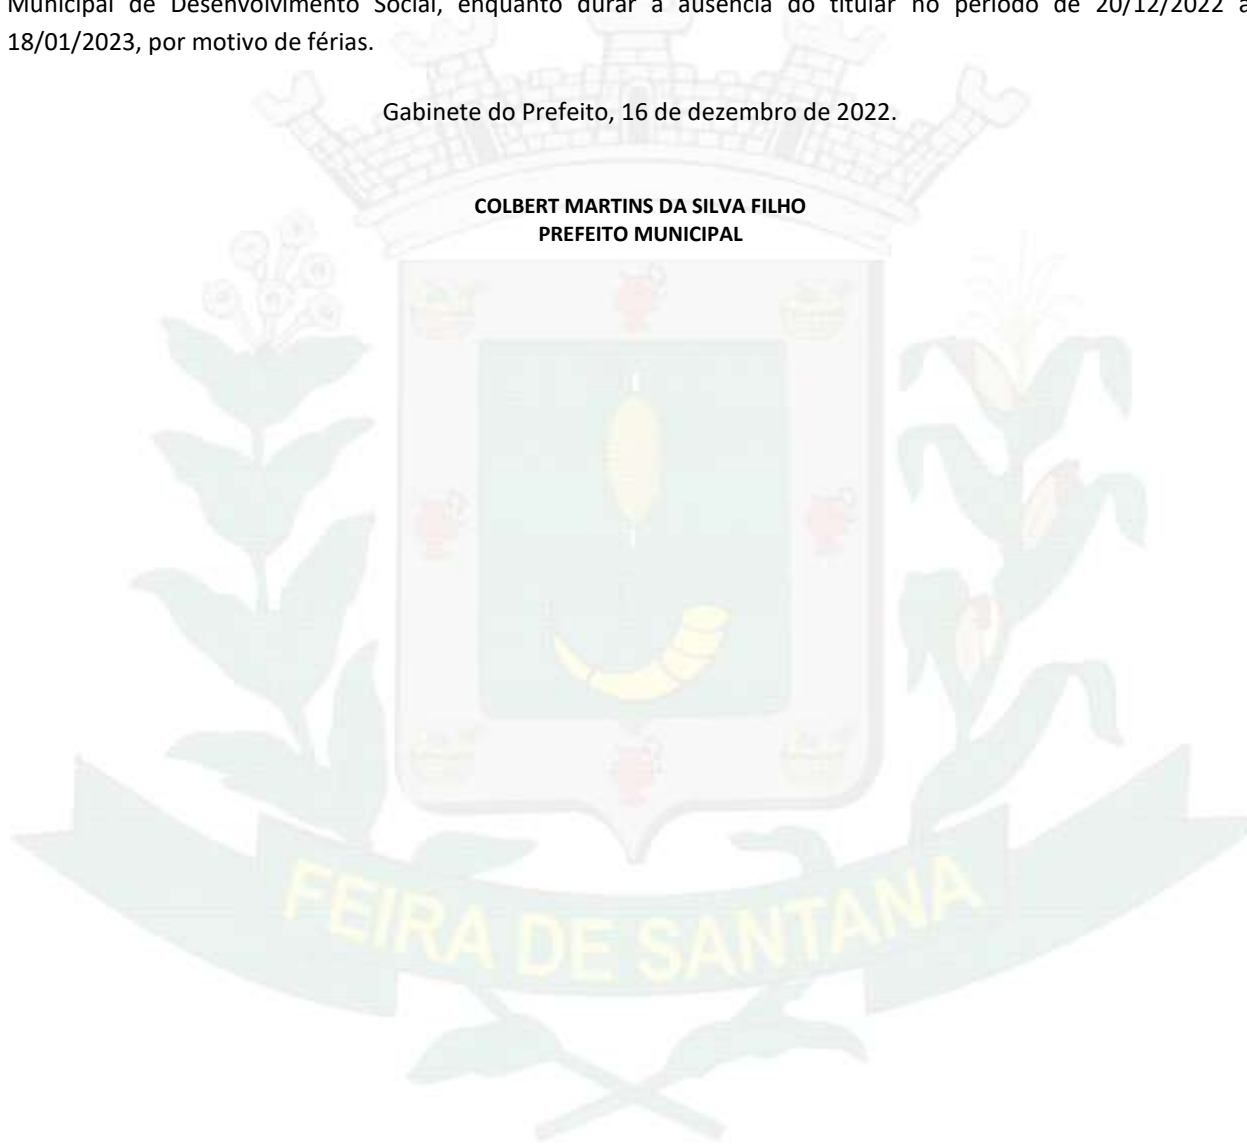 Municipal de Desenvolvimento Social, enquanto durar a ausência do titular no período de 20/12/2022 a
18/01/2023, por motivo de férias.
Gabinete do Prefeito, 16 de dezembro de 2022.
COLBERT MARTINS DA SILVA FILHO
PREFEITO MUNICIPAL
FEIRA DE SANTANA